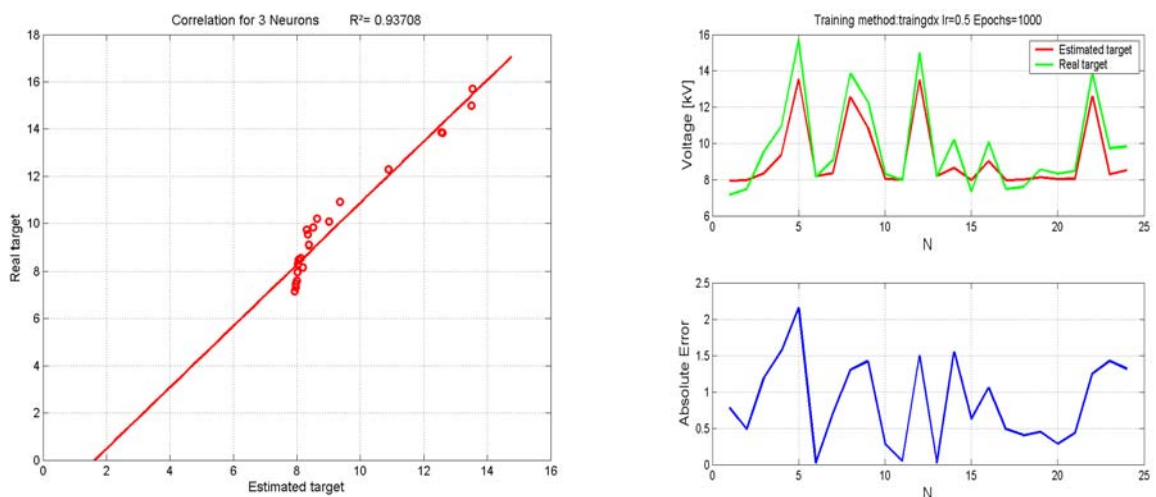 Correlation for 3 Neurons R²= 0.93708
18
16
14
12
10
8
6
4
2
0
Real target
0 2 4 6 8 10 12 14 16
Estimated target
Training method:traingdx lr=0.5 Epochs=1000
16
14
12
10
8
6
Voltage [kV]
Estimated target
Real target
0 5 10 15 20 25
N
2.5
2
1.5
1
0.5
0
Absolute Error
0 5 10 15 20 25
N